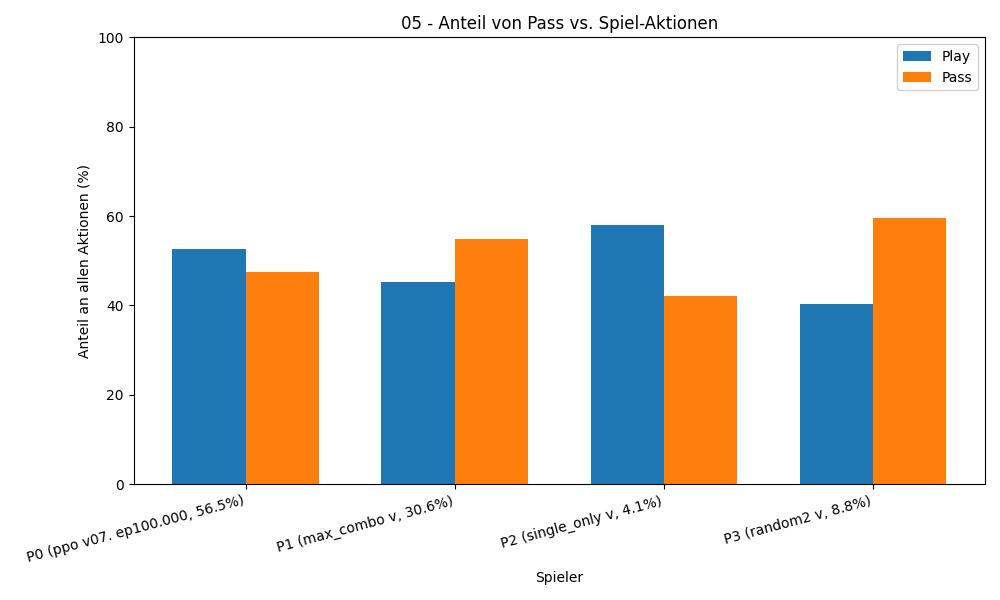 05 - Anteil von Pass vs. Spiel-Aktionen
Play
Pass
Anteil an allen Aktionen (%)
100
80
60
40
20
0
P0 (ppo v07. ep100.000, 56.5%)
P1 (max_combo v, 30.6%)
P2 (single_only v, 4.1%)
P3 (random2 v, 8.8%)
Spieler